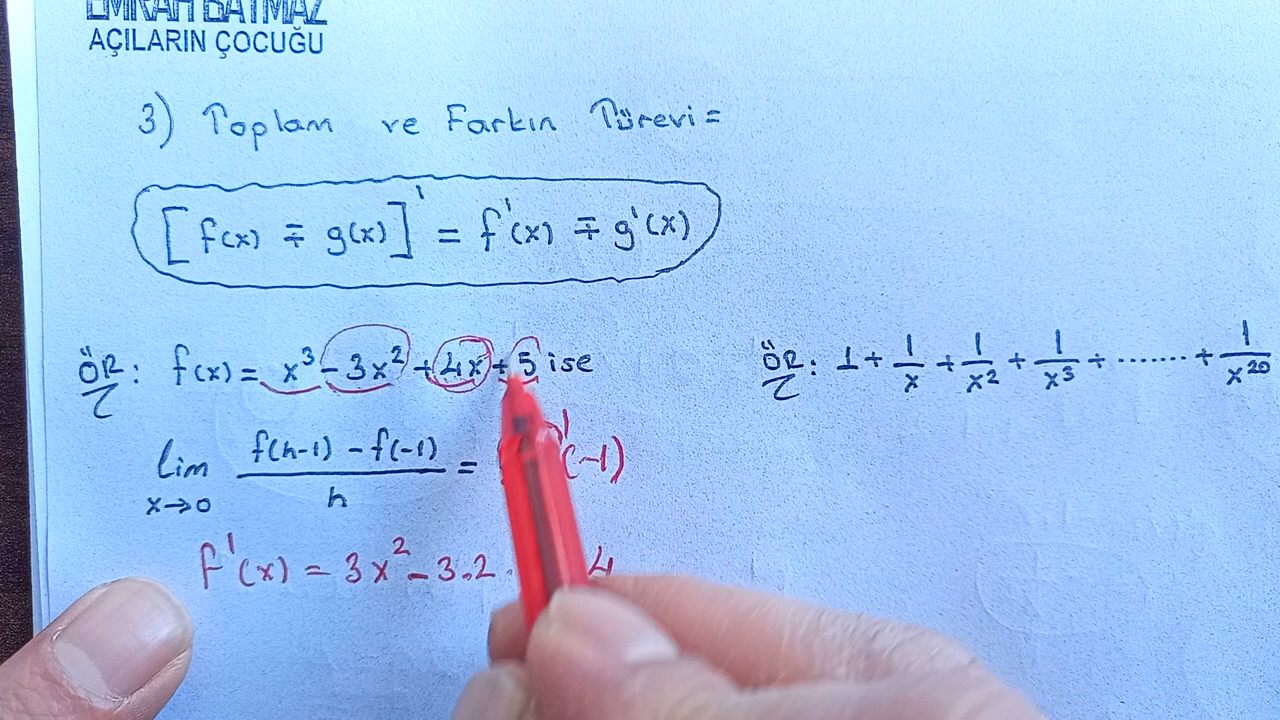 EMRAH BATMAZ
AÇILARIN ÇOCUĞU
3) Toplam ve Farkın Türevi =
[f(x) ∓ g(x)]' = f'(x) ∓ g'(x)
ÖR: f(x) = x³ - 3x² + 4x + 5 ise
lim x→0 f(h-1) - f(-1) / h = '(-1)
f'(x) = 3x² - 3.2 4
ÖR: 1 + 1/x + 1/x² + 1/x³ + ........ + 1/x²⁰